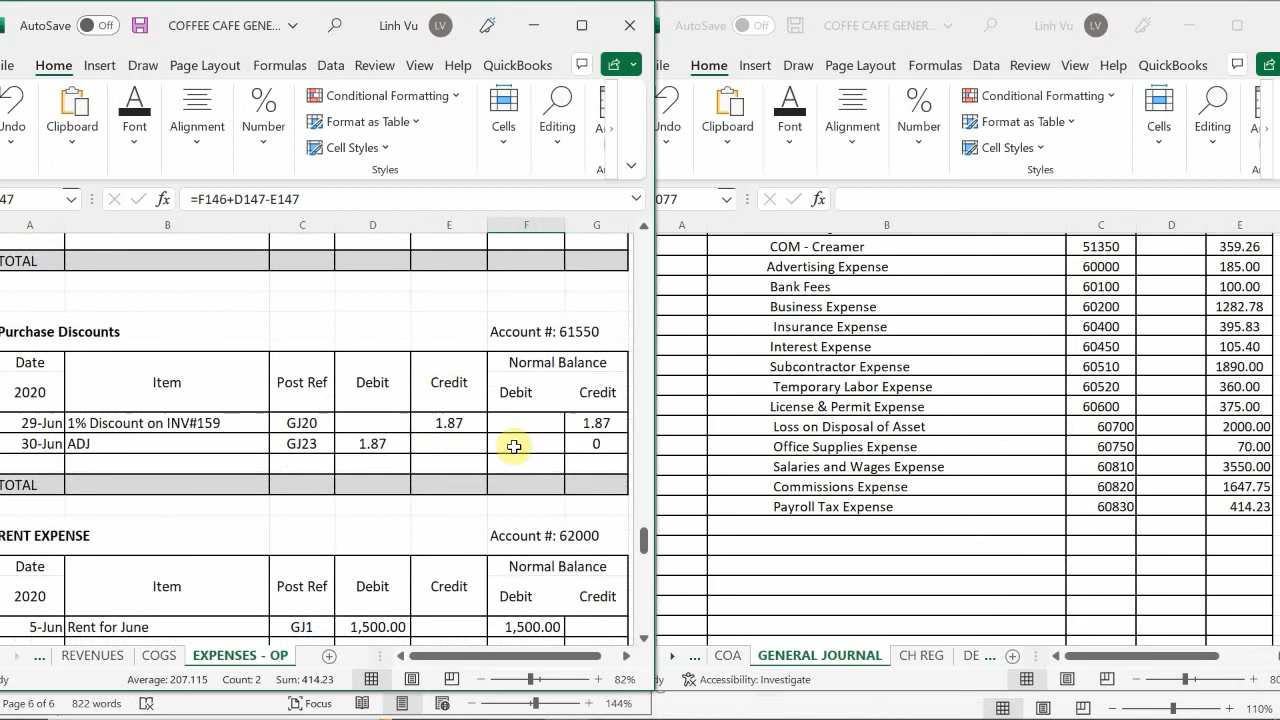 AutoSave Off COFFEE CAFE GENER... Linh Vu LV
ile Home Insert Draw Page Layout Formulas Data Review View Help QuickBooks
Undo Clipboard Font Alignment Number
Conditional Formatting
Format as Table
Cell Styles
Styles
Cells Editing
47 fx =F146+D147-E147
A B C D E F G
TOTAL
Purchase Discounts Account #: 61550
Date Item Post Ref Debit Credit Normal Balance
2020 Debit Credit
29-Jun 1% Discount on INV#159 GJ20 1.87 1.87
30-Jun ADJ GJ23 1.87 0
TOTAL
RENT EXPENSE Account #: 62000
Date Item Post Ref Debit Credit Normal Balance
2020 Debit Credit
5-Jun Rent for June GJ1 1,500.00 1,500.00
... REVENUES COGS EXPENSES - OP
dy Average: 207.115 Count: 2 Sum: 414.23 82%
Page 6 of 6 822 words Focus 144%
AutoSave Off COFFE CAFE GENER... Linh Vu LV
ile Home Insert Draw Page Layout Formulas Data Review View Help QuickBooks
Undo Clipboard Font Alignment Number
Conditional Formatting
Format as Table
Cell Styles
Styles
Cells Editing
077 fx
A B C D E
COM - Creamer 51350 359.26
Advertising Expense 60000 185.00
Bank Fees 60100 100.00
Business Expense 60200 1282.78
Insurance Expense 60400 395.83
Interest Expense 60450 105.40
Subcontractor Expense 60510 1890.00
Temporary Labor Expense 60520 360.00
License & Permit Expense 60600 375.00
Loss on Disposal of Asset 60700 2000.00
Office Supplies Expense 60750 70.00
Salaries and Wages Expense 60810 3550.00
Commissions Expense 60820 1647.75
Payroll Tax Expense 60830 414.23
... COA GENERAL JOURNAL CH REG DE ...
dy Accessibility: Investigate 80
110%